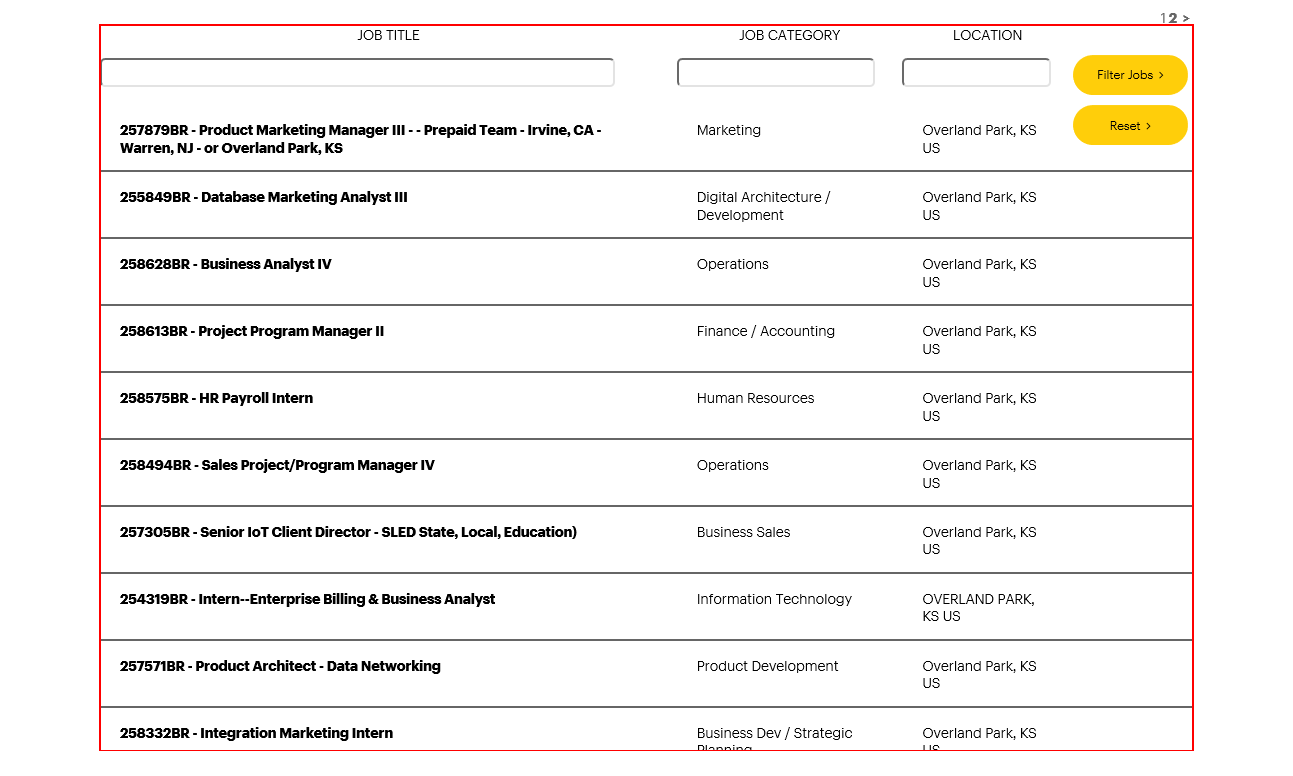 12 >
JOB TITLE JOB CATEGORY LOCATION
Filter Jobs >
Reset >
257879BR - Product Marketing Manager III - - Prepaid Team - Irvine, CA -
Warren, NJ - or Overland Park, KS
Marketing
Overland Park, KS
US
255849BR - Database Marketing Analyst III
Digital Architecture /
Development
Overland Park, KS
US
258628BR - Business Analyst IV
Operations
Overland Park, KS
US
258613BR - Project Program Manager II
Finance / Accounting
Overland Park, KS
US
258575BR - HR Payroll Intern
Human Resources
Overland Park, KS
US
258494BR - Sales Project/Program Manager IV
Operations
Overland Park, KS
US
257305BR - Senior IoT Client Director - SLED State, Local, Education)
Business Sales
Overland Park, KS
US
254319BR - Intern--Enterprise Billing & Business Analyst
Information Technology
OVERLAND PARK,
KS US
257571BR - Product Architect - Data Networking
Product Development
Overland Park, KS
US
258332BR - Integration Marketing Intern
Business Dev / Strategic
Planning
Overland Park, KS
US